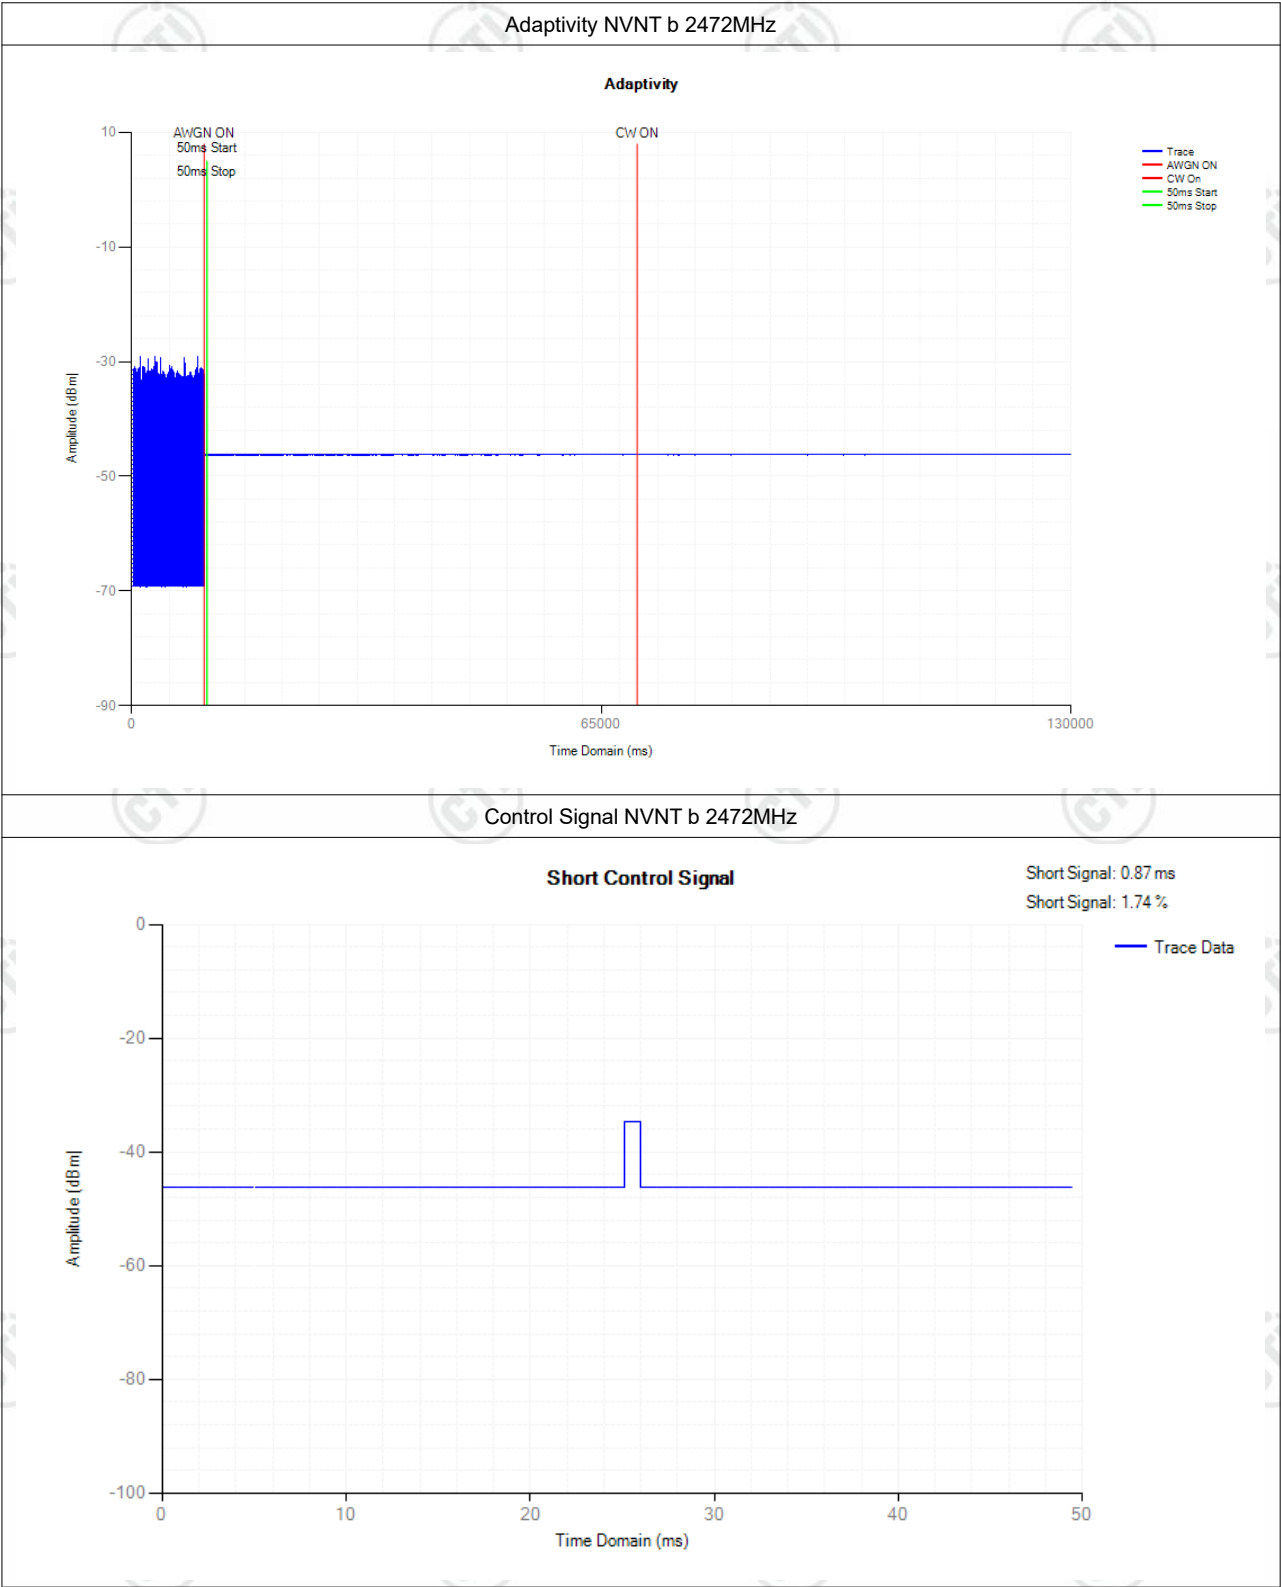 Adaptivity NVNT b 2472MHz
Adaptivity
10
AWGN ON
CW ON
50ms Start
50ms Stop
Trace
AWGN ON
CW On
50ms Start
50ms Stop
-10
-30
Amplitude [dBm]
-50
-70
-90
0
65000
130000
Time Domain (ms)
Control Signal NVNT b 2472MHz
Short Control Signal
Short Signal: 0.87 ms
Short Signal: 1.74 %
Trace Data
0
-20
-40
Amplitude [dBm]
-60
-80
-100
0
10
20
30
40
50
Time Domain (ms)